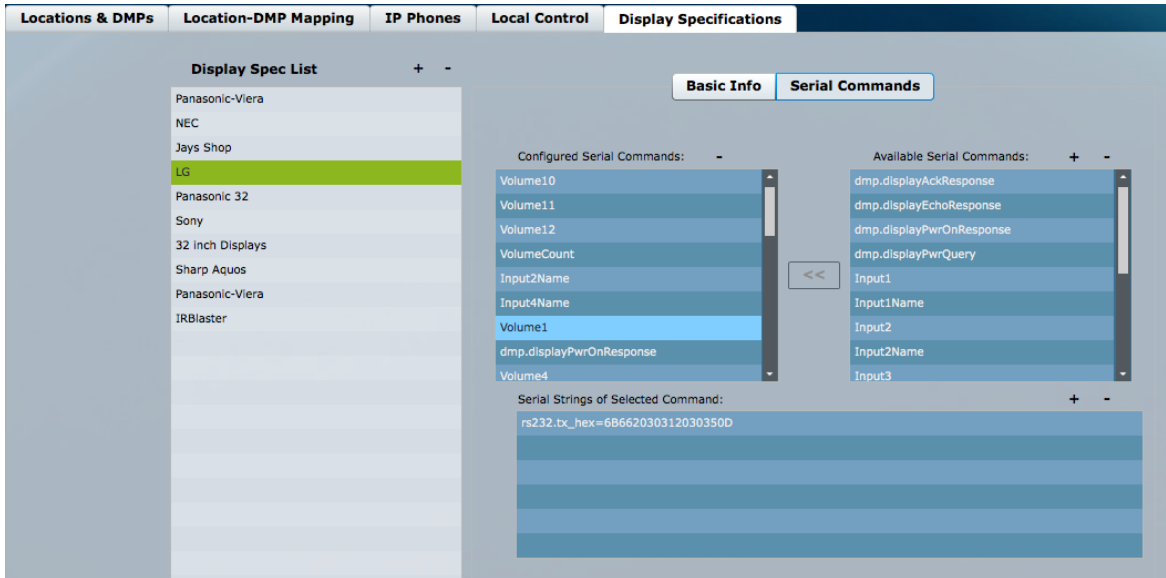 Locations & DMPs
Location-DMP Mapping
IP Phones
Local Control
Display Specifications
Display Spec List + -
Panasonic-Viera
NEC
Jays Shop
LG
Panasonic 32
Sony
32 inch Displays
Sharp Aquos
Panasonic-Viera
IRBlaster
Basic Info
Serial Commands
Configured Serial Commands: -
Volume10
Volume11
Volume12
VolumeCount
Input2Name
Input4Name
Volume1
dmp.displayPwrOnResponse
Volume4
<<
Available Serial Commands: + -
dmp.displayAckResponse
dmp.displayEchoResponse
dmp.displayPwrOnResponse
dmp.displayPwrQuery
Input1
Input1Name
Input2
Input2Name
Input3
Serial Strings of Selected Command: + -
rs232.tx_hex=6B662030312030350D